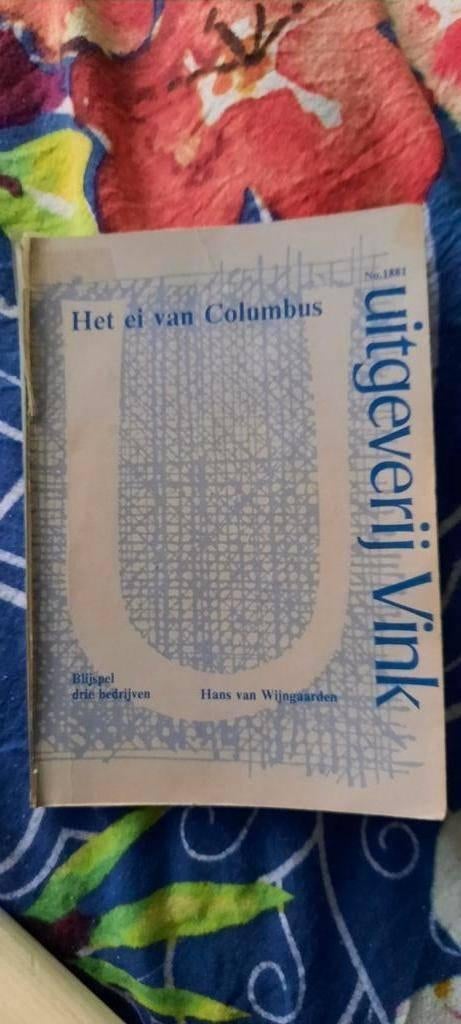 No.1881
Het ei van Columbus
uitgeverij Vink
Blijspel
drie bedrijven
Hans van Wijngaarden